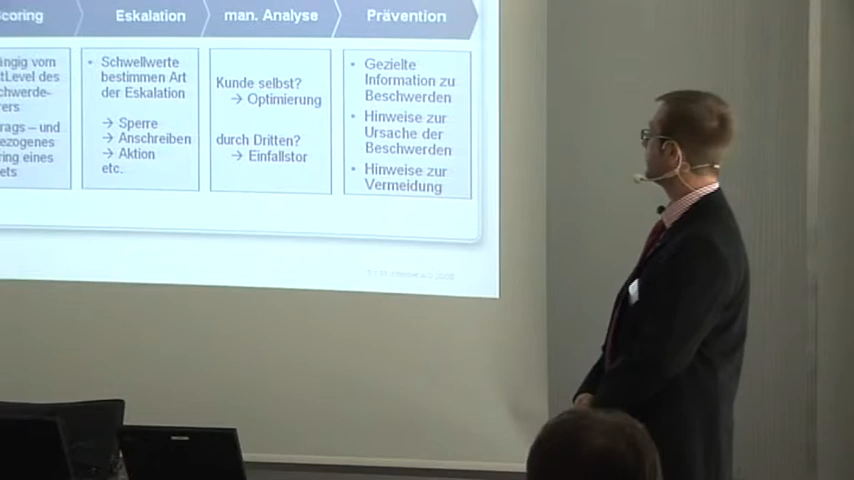 coring
Eskalation
man. Analyse
Prävention
ngig vom
tLevel des
chwerde-
rers
rags – und
ezogenes
ring eines
ets
• Schwellwerte
bestimmen Art
der Eskalation
→ Sperre
→ Anschreiben
→ Aktion
etc.
Kunde selbst?
→ Optimierung
durch Dritten?
→ Einfallstor
• Gezielte
Information zu
Beschwerden
• Hinweise zur
Ursache der
Beschwerden
• Hinweise zur
Vermeidung